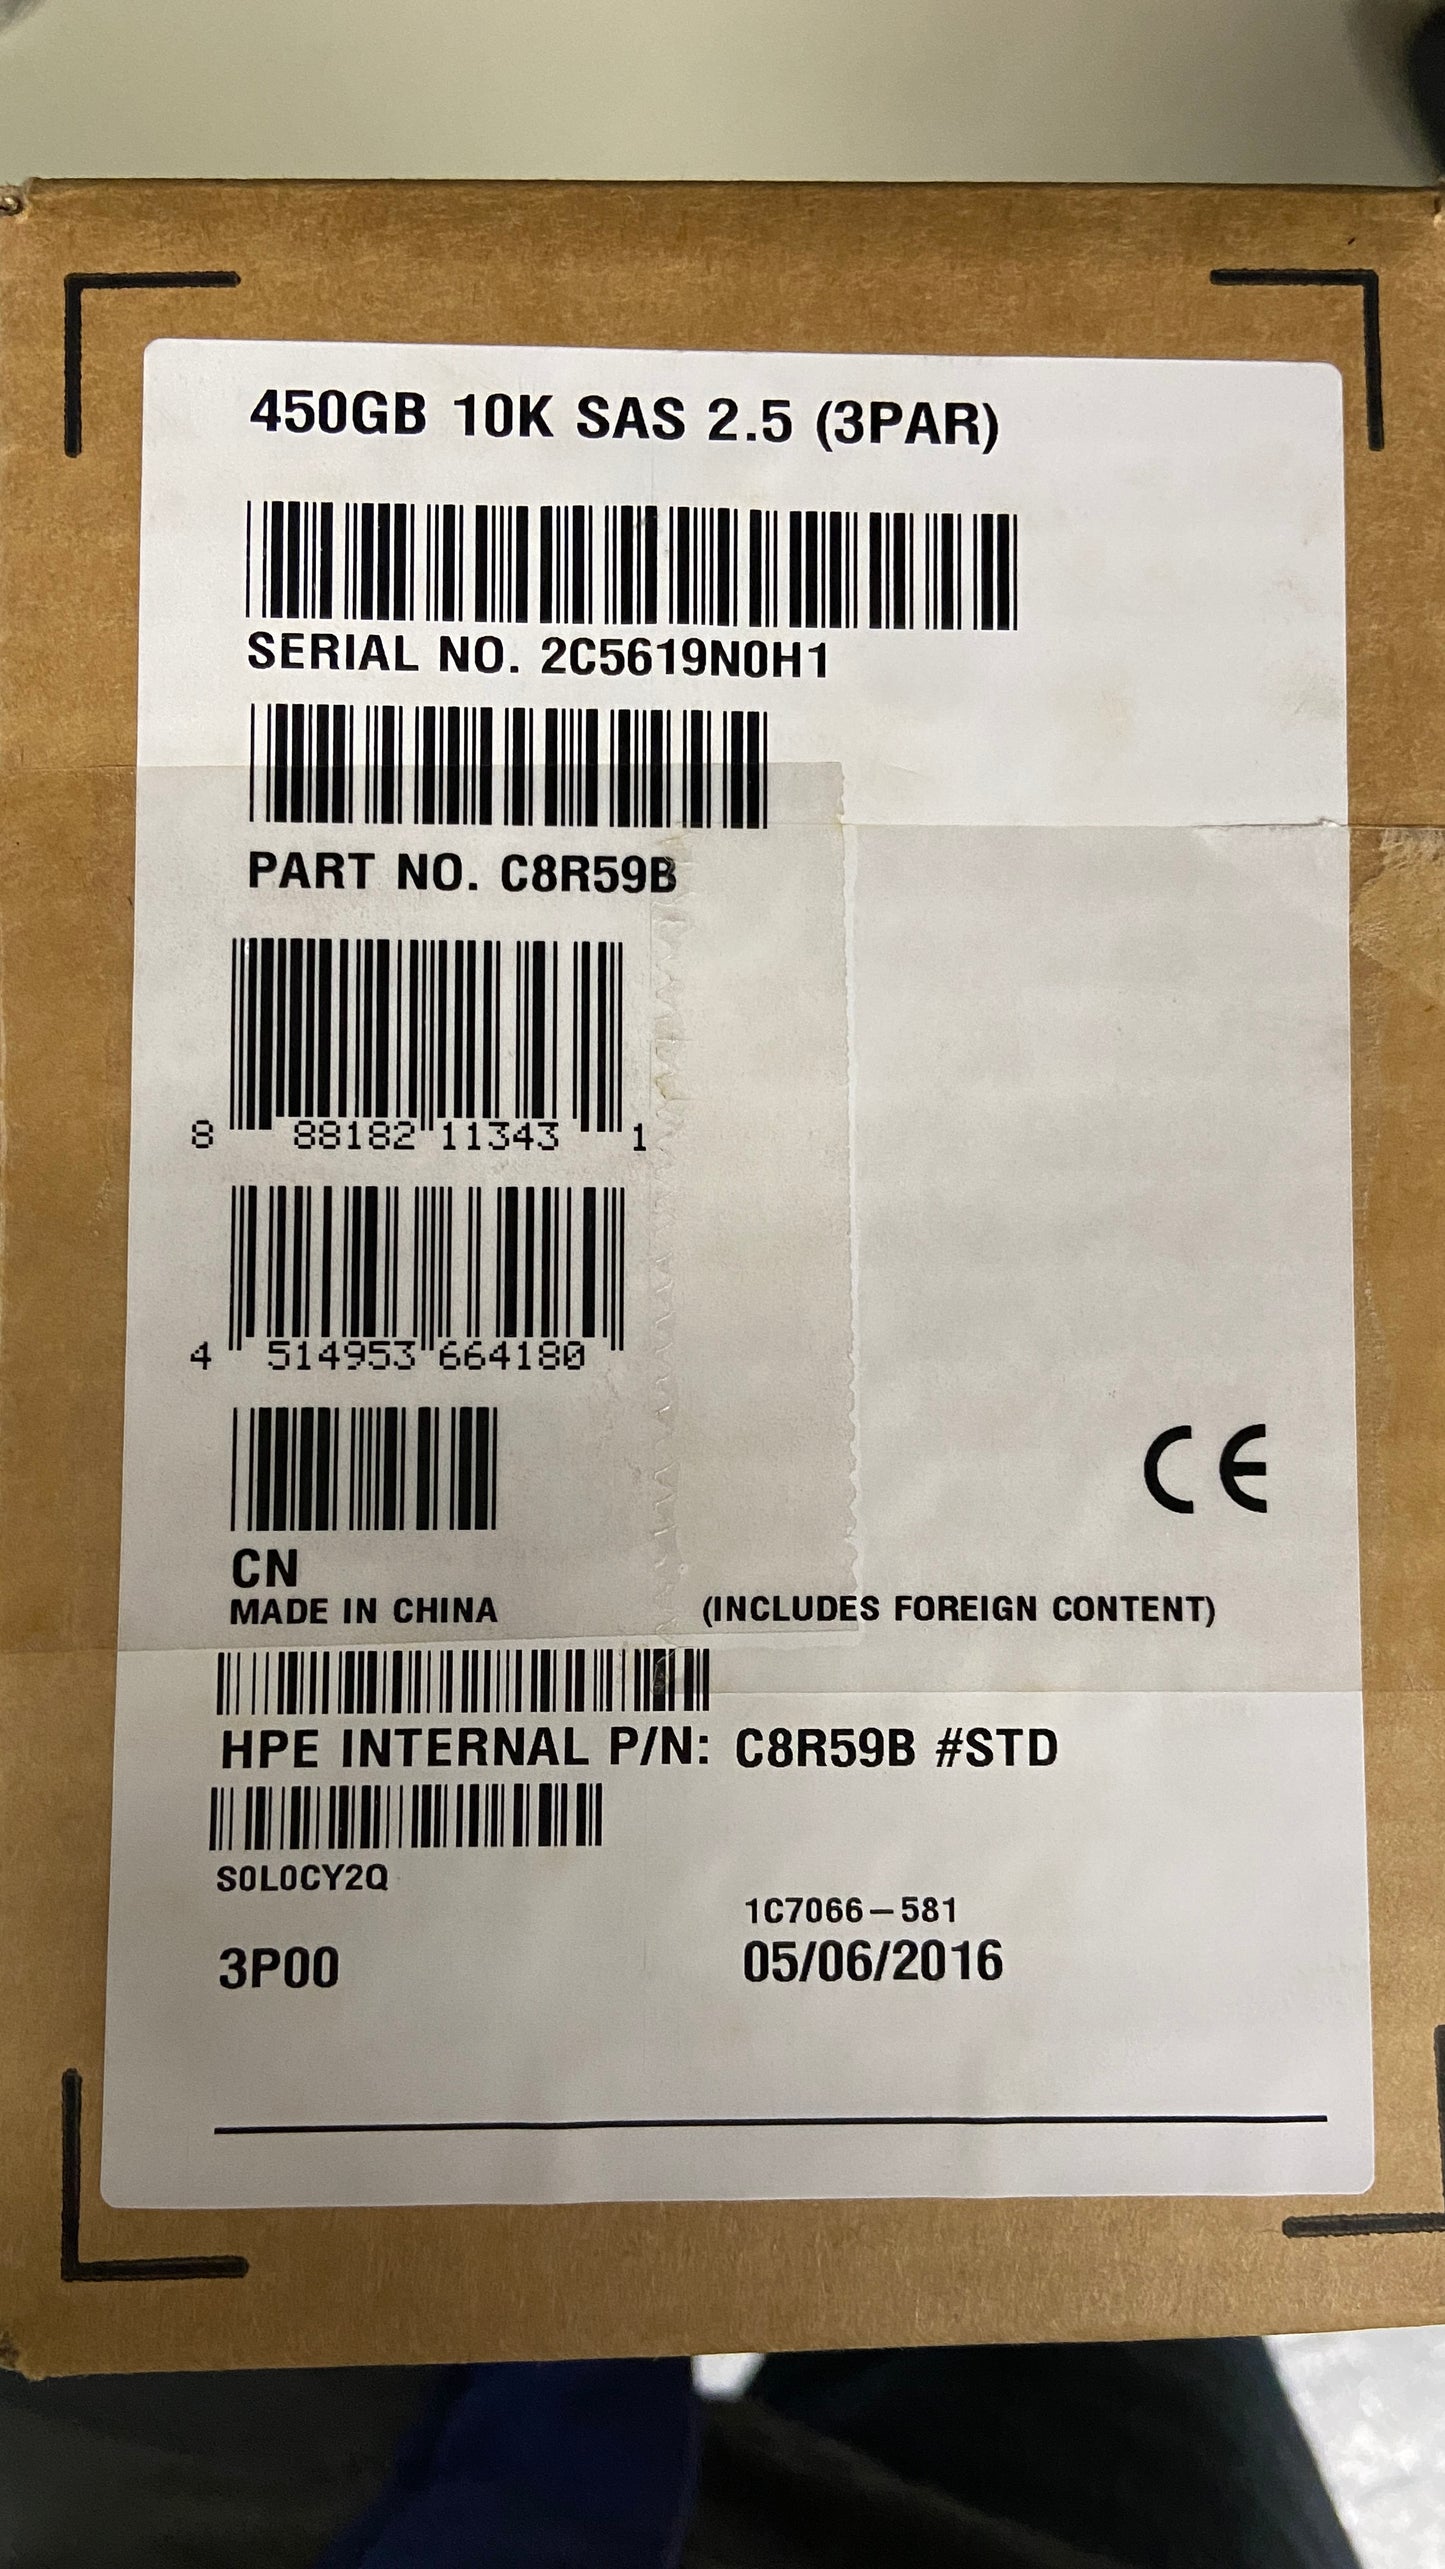 450GB 10K SAS 2.5 (3PAR)
SERIAL NO. 2C5619N0H1
PART NO. C8R59B
8 88182 11343 1
4 514953 664180
CE
CN
MADE IN CHINA (INCLUDES FOREIGN CONTENT)
HPE INTERNAL P/N: C8R59B #STD
S0L0CY2Q
1C7066-581
3P00 05/06/2016